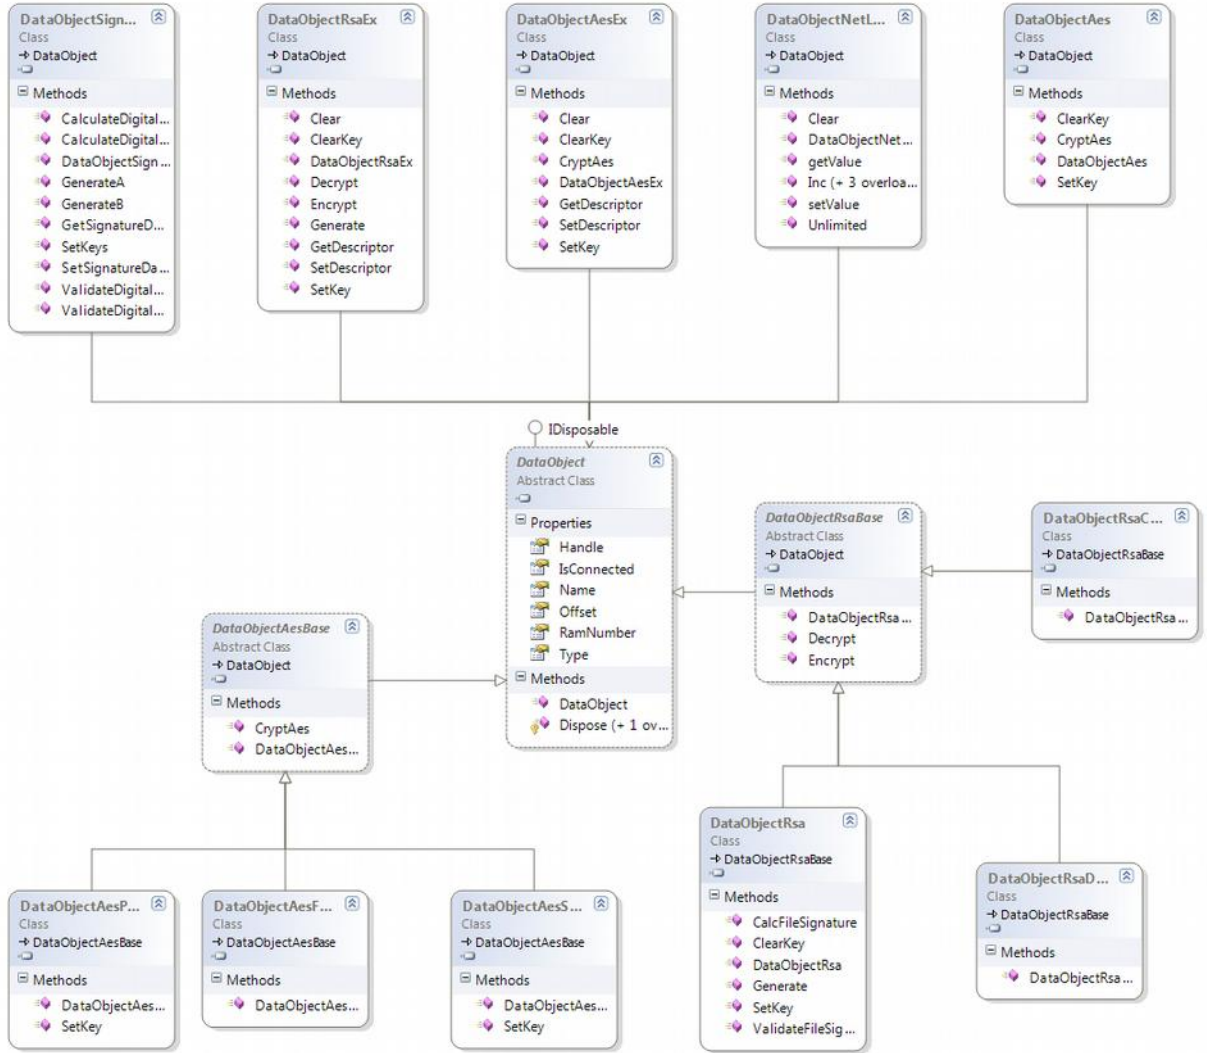 DataObjectSign...
Class
DataObject
Methods
CalculateDigital...
CalculateDigital...
DataObjectSign ...
GenerateA
GenerateB
GetSignatureD...
SetKeys
SetSignatureDa ...
ValidateDigital...
ValidateDigital...
DataObjectRsaEx
Class
DataObject
Methods
Clear
ClearKey
DataObjectRsaEx
Decrypt
Encrypt
Generate
GetDescriptor
SetDescriptor
SetKey
DataObjectAesEx
Class
DataObject
Methods
Clear
ClearKey
CryptAes
DataObjectAesEx
GetDescriptor
SetDescriptor
SetKey
DataObjectNetL...
Class
DataObject
Methods
Clear
DataObjectNet...
getValue
Inc (+ 3 overloa...
setValue
Unlimited
DataObjectAes
Class
DataObject
Methods
ClearKey
CryptAes
DataObjectAes
SetKey
IDisposable
DataObject
Abstract Class
Properties
Handle
IsConnected
Name
Offset
RamNumber
Type
Methods
DataObject
Dispose (+ 1 ov...
DataObjectRsaBase
Abstract Class
DataObject
Methods
DataObjectRsa ...
Decrypt
Encrypt
DataObjectRsaC...
Class
DataObjectRsaBase
Methods
DataObjectRsa ...
DataObjectAesBase
Abstract Class
DataObject
Methods
CryptAes
DataObjectAes...
DataObjectAesP...
Class
DataObjectAesBase
Methods
DataObjectAes...
SetKey
DataObjectAesF...
Class
DataObjectAesBase
Methods
DataObjectAes...
DataObjectAesS...
Class
DataObjectAesBase
Methods
DataObjectAes...
SetKey
DataObjectRsa
Class
DataObjectRsaBase
Methods
CalcFileSignature
ClearKey
DataObjectRsa
Generate
SetKey
ValidateFileSig ...
DataObjectRsaD...
Class
DataObjectRsaBase
Methods
DataObjectRsa ...